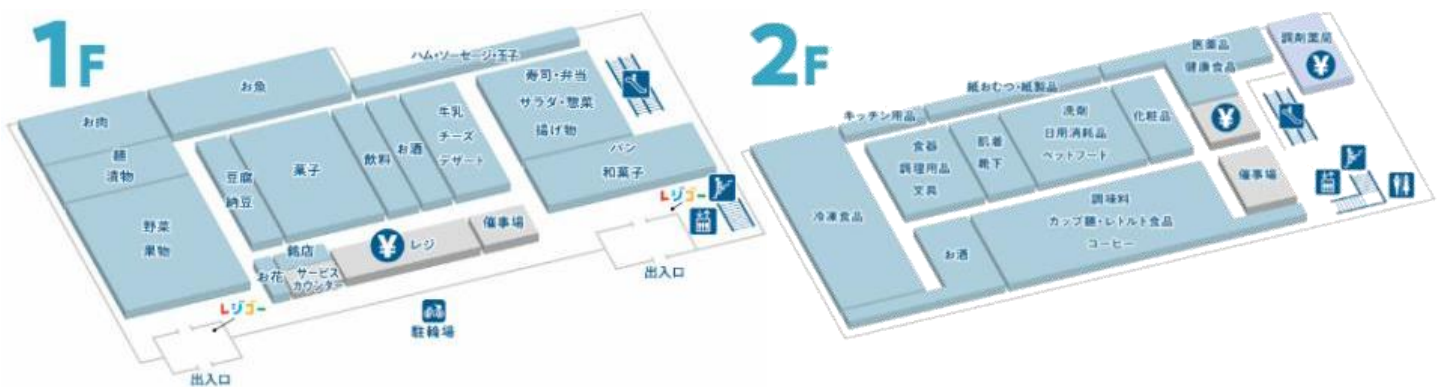 1F
ハム・ソーセージ・玉子
お魚
お肉
麺
漬物
野菜
果物
豆腐
納豆
菓子
飲料
お酒
牛乳
チーズ
デザート
寿司・弁当
サラダ・惣菜
揚げ物
パン
和菓子
レジゴー
催事場
¥ レジ
銘店
お花
サービス
カウンター
レジゴー
出入口
駐輪場
出入口
2F
調剤薬局
¥
医薬品
健康食品
¥
紙おむつ・紙製品
キッチン用品
食器
調理用品
文具
肌着
靴下
洗剤
日用消耗品
ペットフード
化粧品
催事場
冷凍食品
お酒
調味料
カップ麺・レトルト食品
コーヒー